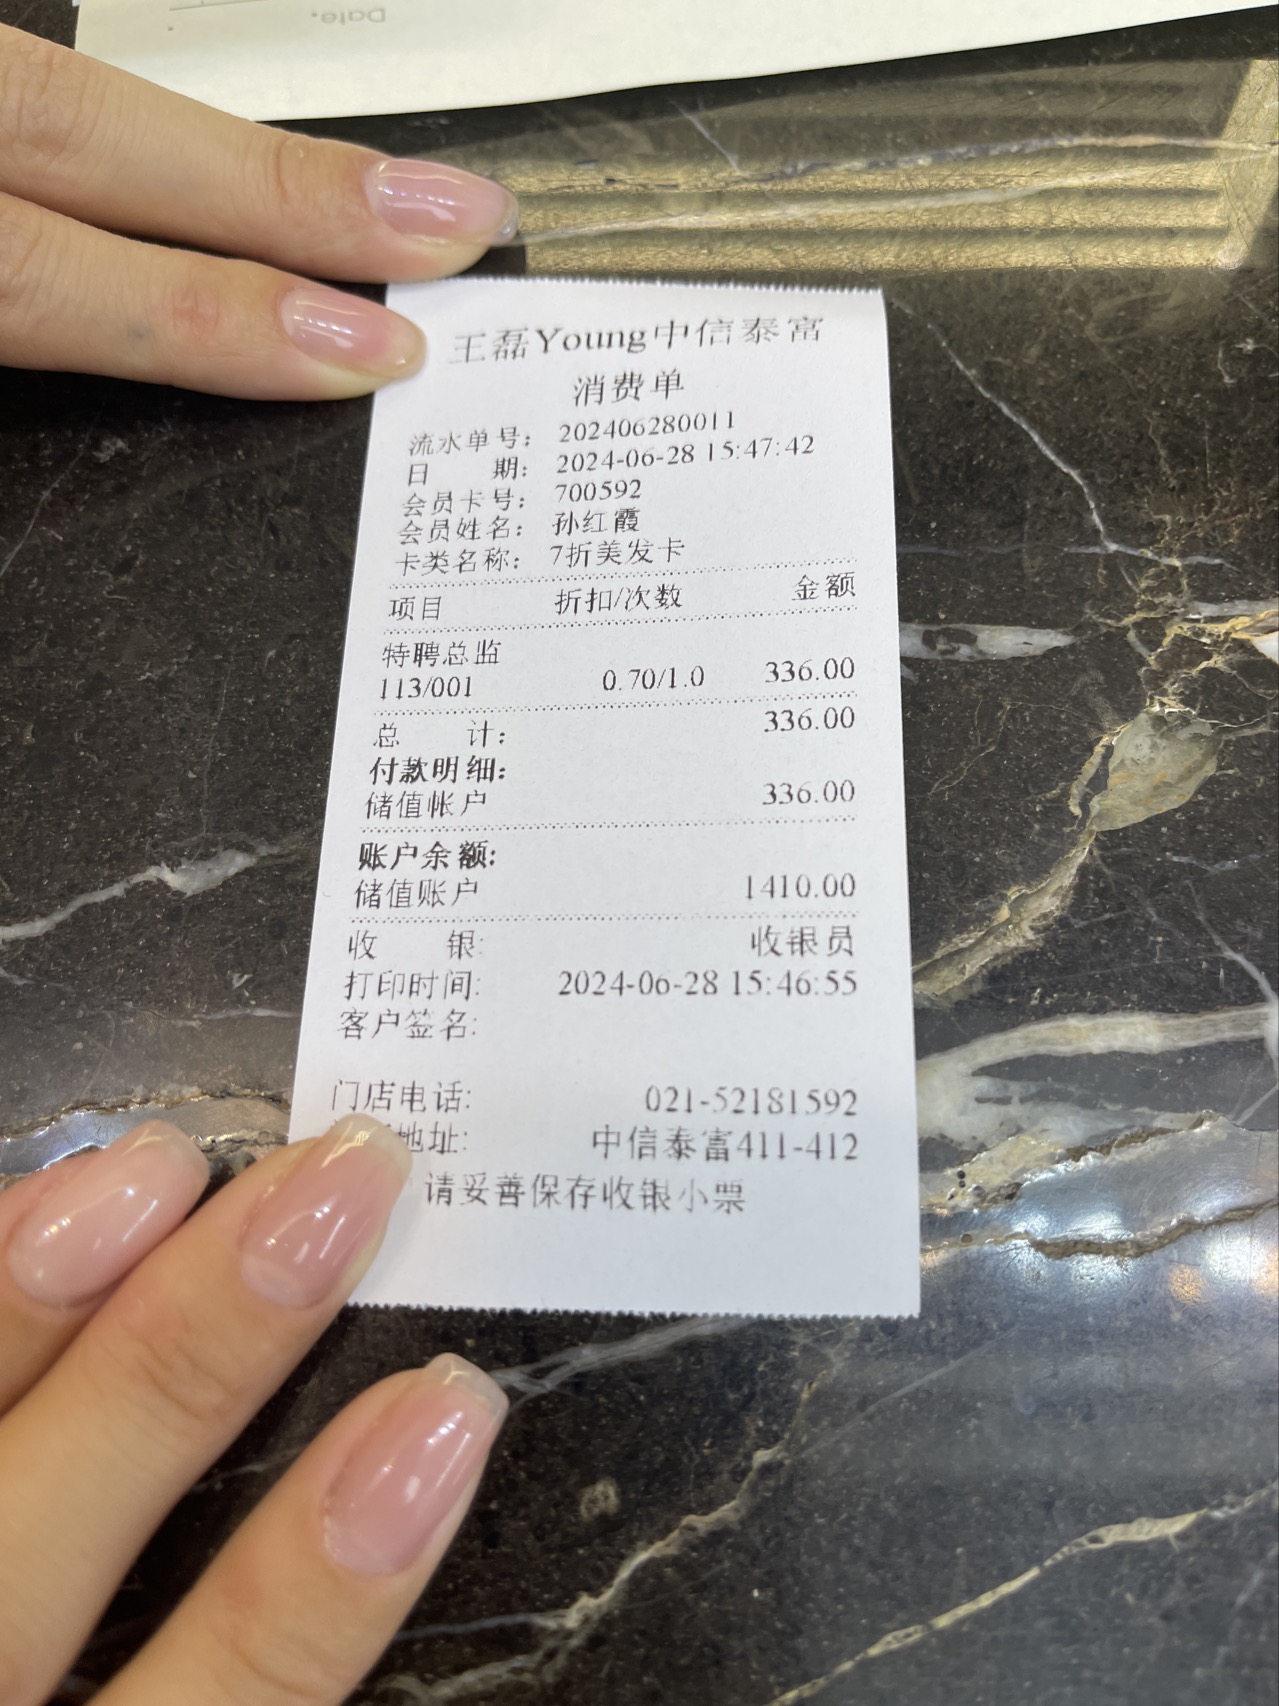 Date.
王磊Young中信泰富
消费单
流水单号： 202406280011
日 期： 2024-06-28 15:47:42
会员卡号： 700592
会员姓名： 孙红霞
卡类名称： 7折美发卡
项目 折扣/次数 金额
特聘总监
113/001 0.70/1.0 336.00
总 计： 336.00
付款明细：
储值帐户 336.00
账户余额：
储值账户 1410.00
收 银: 收银员
打印时间: 2024-06-28 15:46:55
客户签名:
门店电话: 021-52181592
地址: 中信泰富411-412
请妥善保存收银小票